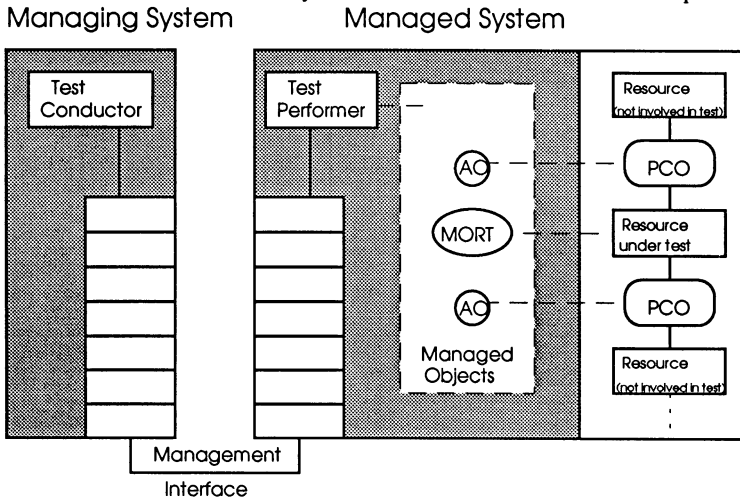 Managing System
Managed System
Test
Conductor
Test
Performer
Resource
(not involved in test)
AO
PCO
MORT
Resource
under test
AO
PCO
Managed
Objects
Resource
(not involved in test)
Management
Interface